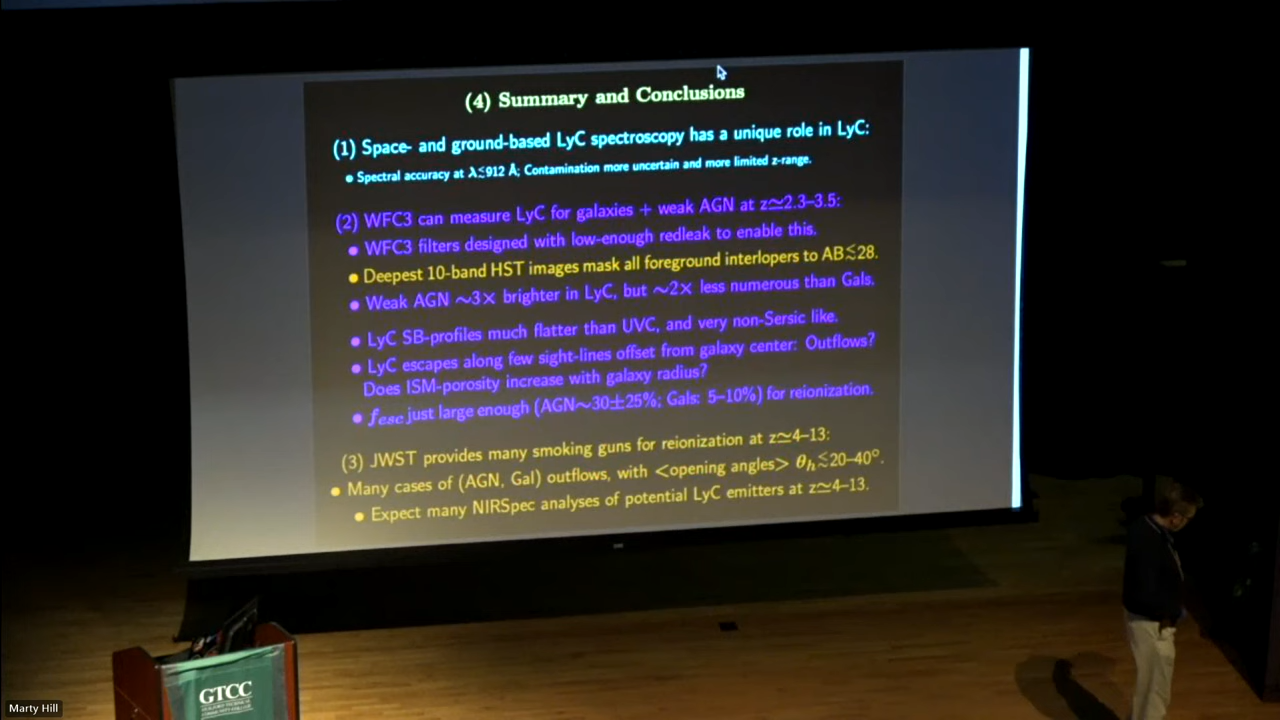 (4) Summary and Conclusions
(1) Space- and ground-based LyC spectroscopy has a unique role in LyC:
• Spectral accuracy at λ≲912 Å; Contamination more uncertain and more limited z-range.
(2) WFC3 can measure LyC for galaxies + weak AGN at z≃2.3–3.5:
• WFC3 filters designed with low-enough redleak to enable this.
• Deepest 10-band HST images mask all foreground interlopers to AB≲28.
• Weak AGN ∼3× brighter in LyC, but ∼2× less numerous than Gals.
• LyC SB-profiles much flatter than UVC, and very non-Sersic like.
• LyC escapes along few sight-lines offset from galaxy center: Outflows?
Does ISM-porosity increase with galaxy radius?
• fesc just large enough (AGN∼30±25%; Gals: 5–10%) for reionization.
(3) JWST provides many smoking guns for reionization at z≃4–13:
• Many cases of (AGN, Gal) outflows, with <opening angles> θh≲20–40°.
• Expect many NIRSpec analyses of potential LyC emitters at z≃4–13.
GTCC
Marty Hill